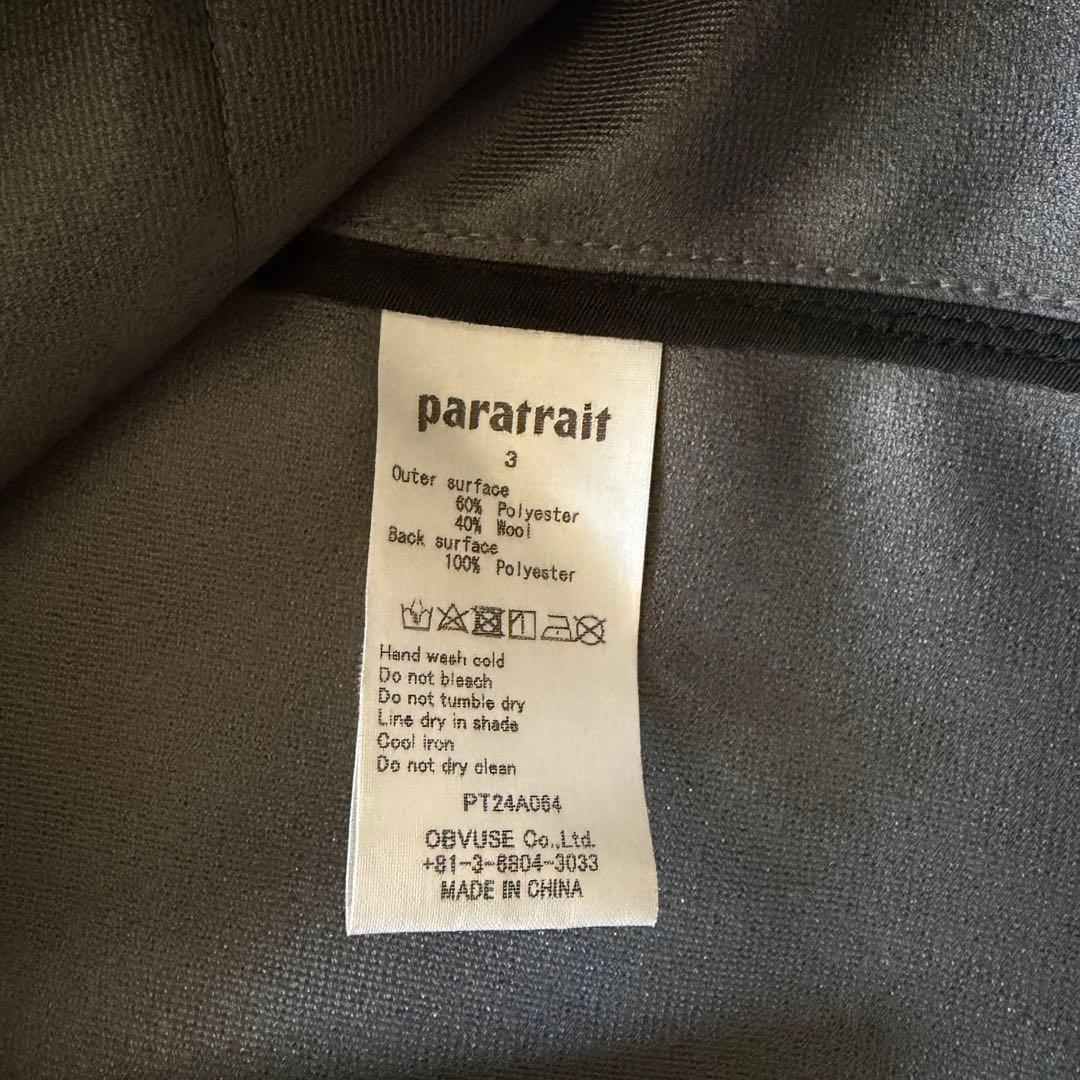 paratrait
3
Outer surface
60% Polyester
40% Wool
Back surface
100% Polyester
Hand wash cold
Do not bleach
Do not tumble dry
Line dry in shade
Cool iron
Do not dry clean
PT24A064
OBVUSE Co.,Ltd.
+81-3-6804-3033
MADE IN CHINA